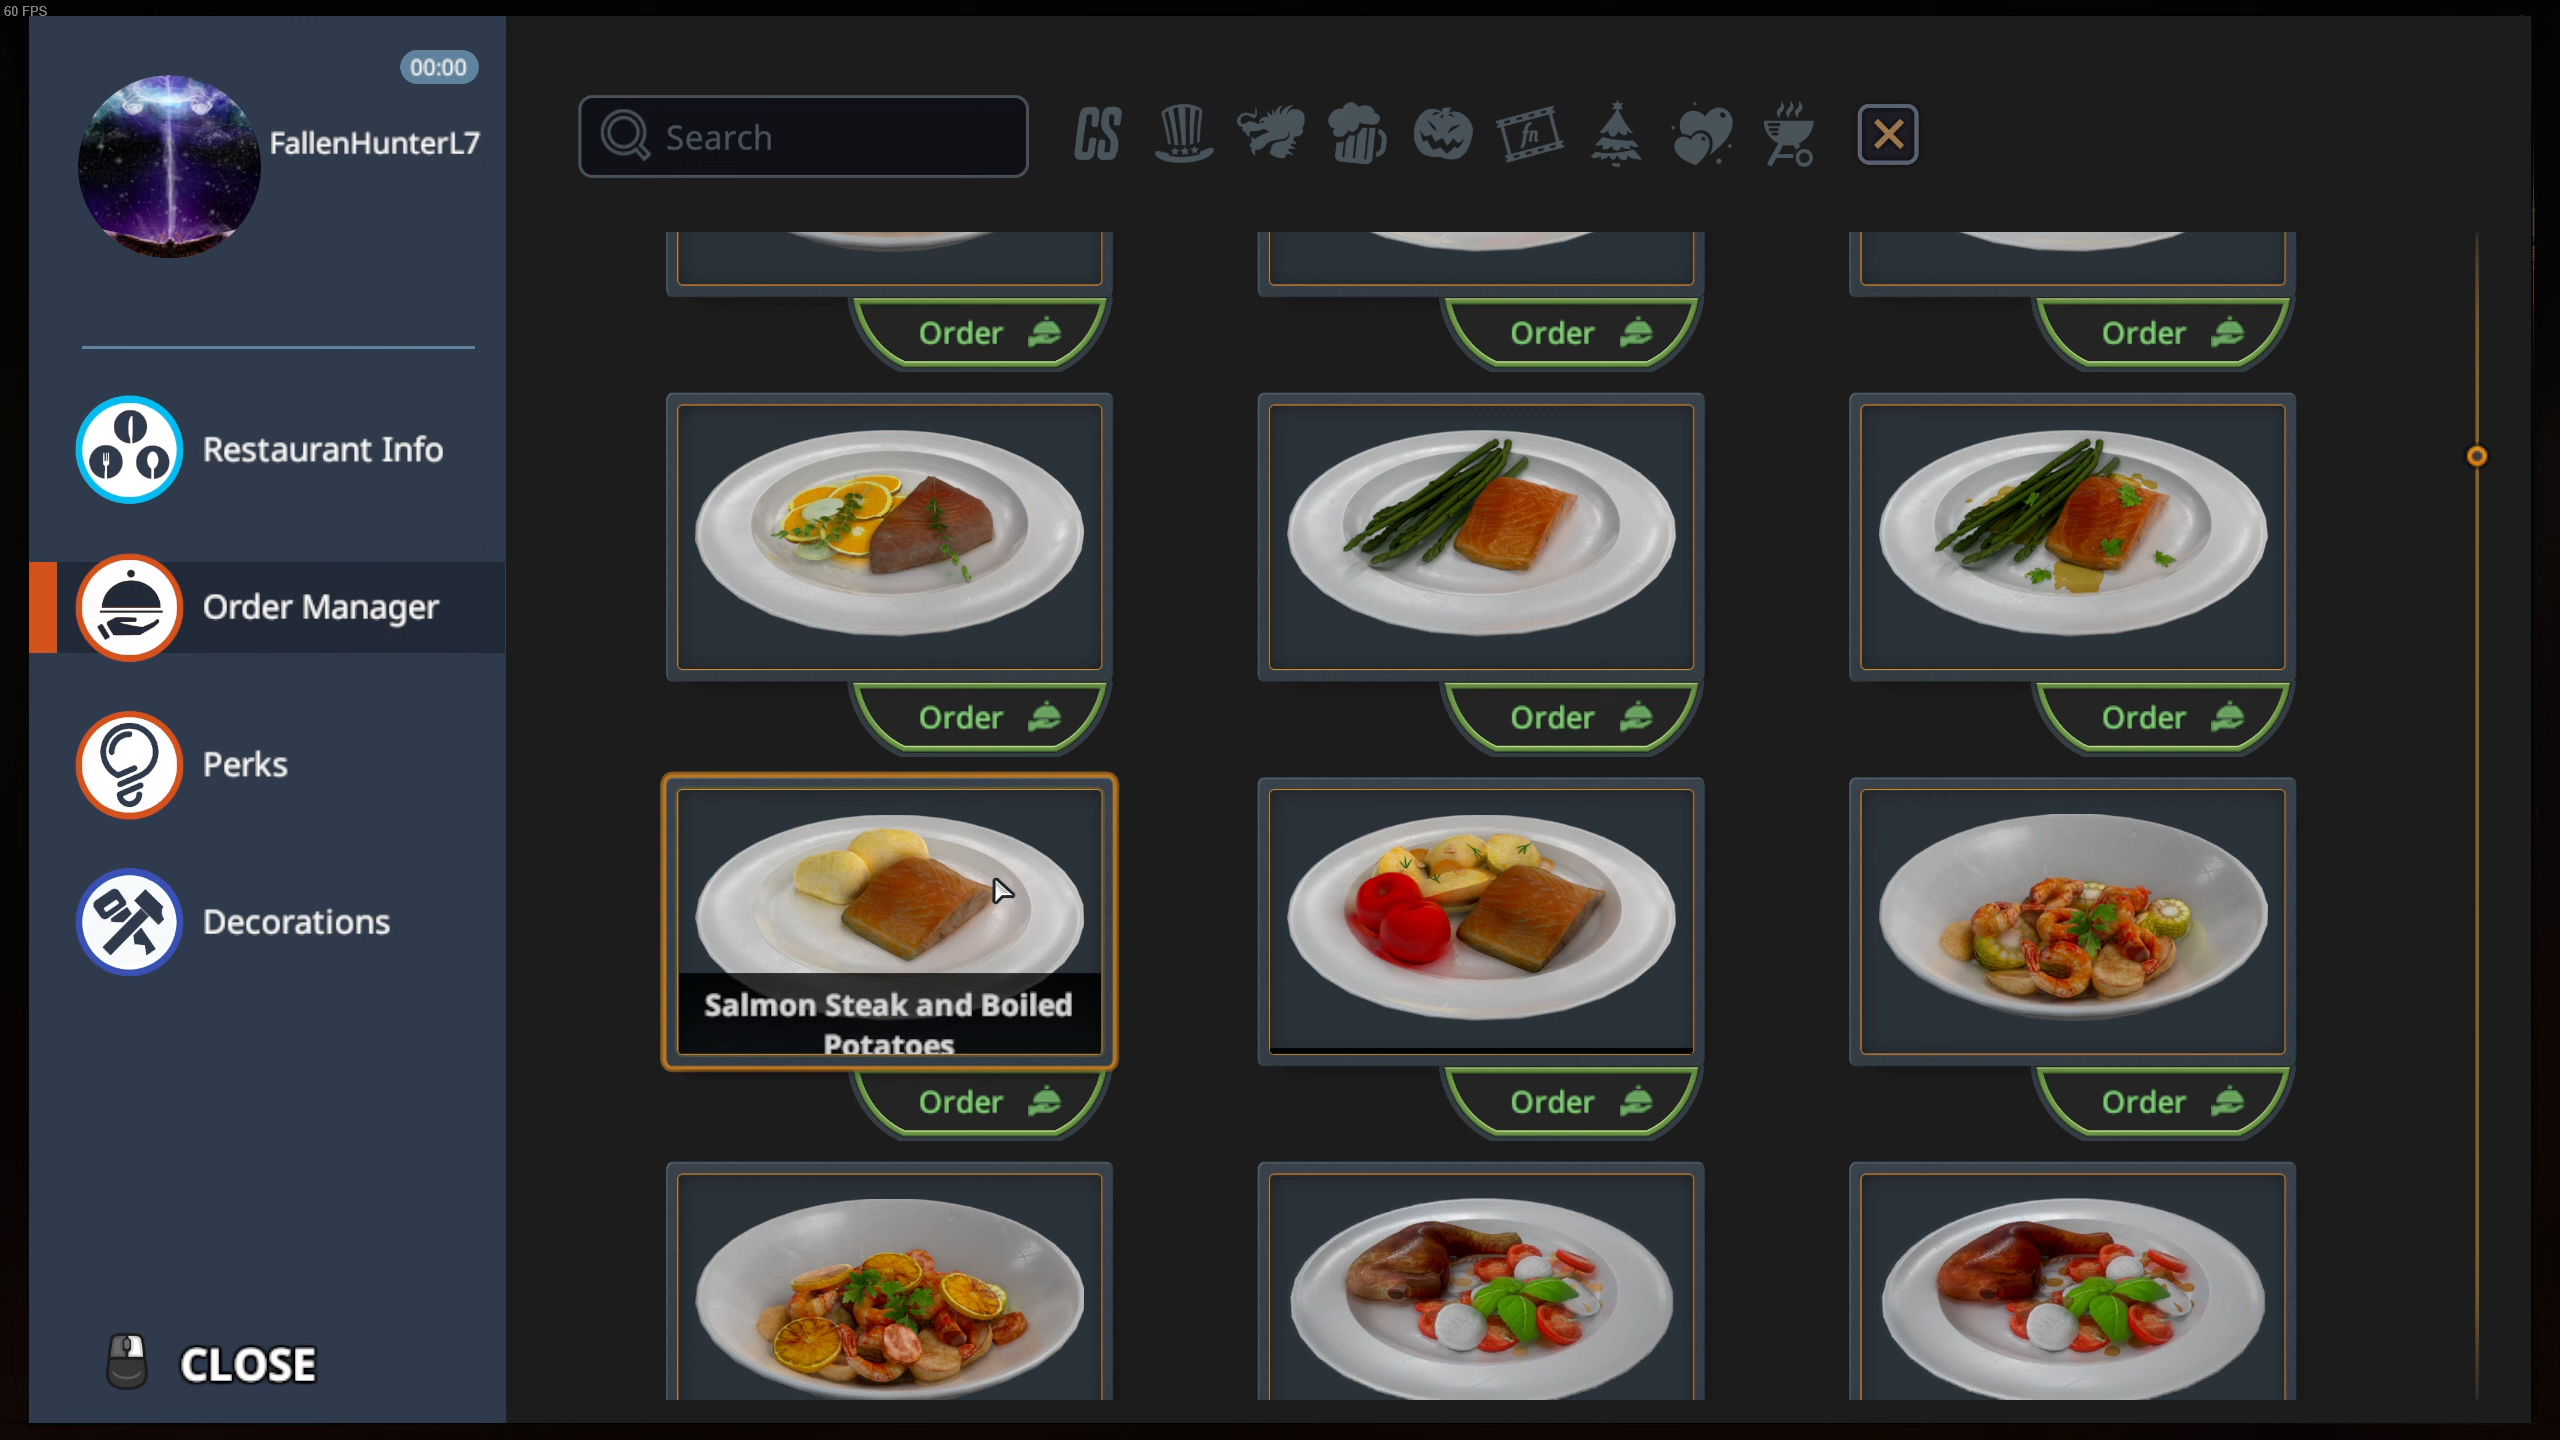 60 FPS
00:00
FallenHunterL7
Search
CS
fn
Restaurant Info
Order Manager
Perks
Decorations
CLOSE
Order
Order
Order
Order
Order
Order
Salmon Steak and Boiled
Potatoes
Order
Order
Order